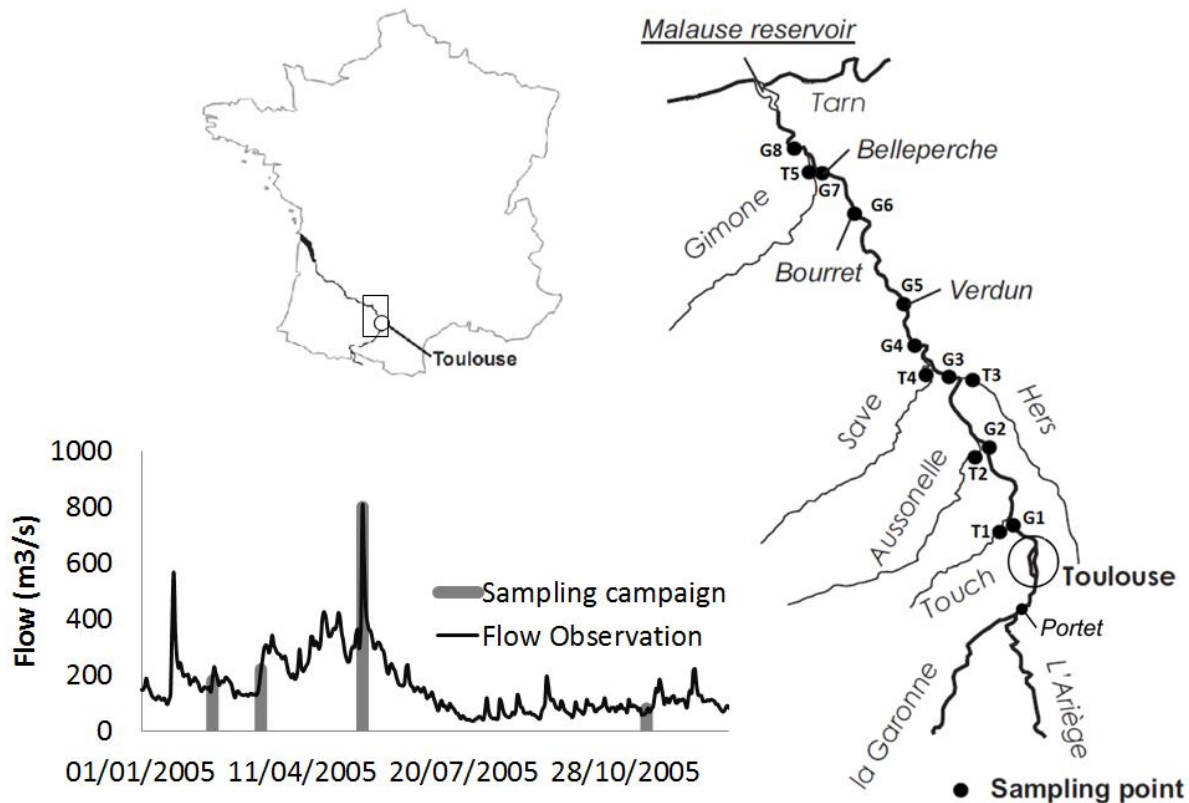 Malause reservoir
Tarn
G8
Belleperche
T5
G7
Gimone
G6
Bourret
G5
Verdun
G4
G3
T3
T4
Hers
Save
G2
T2
Aussonelle
G1
T1
Touch
Toulouse
Portet
la Garonne
L'Ariège
Sampling point
Toulouse
Flow (m3/s)
1000
800
600
400
200
0
01/01/2005
11/04/2005
20/07/2005
28/10/2005
Sampling campaign
Flow Observation